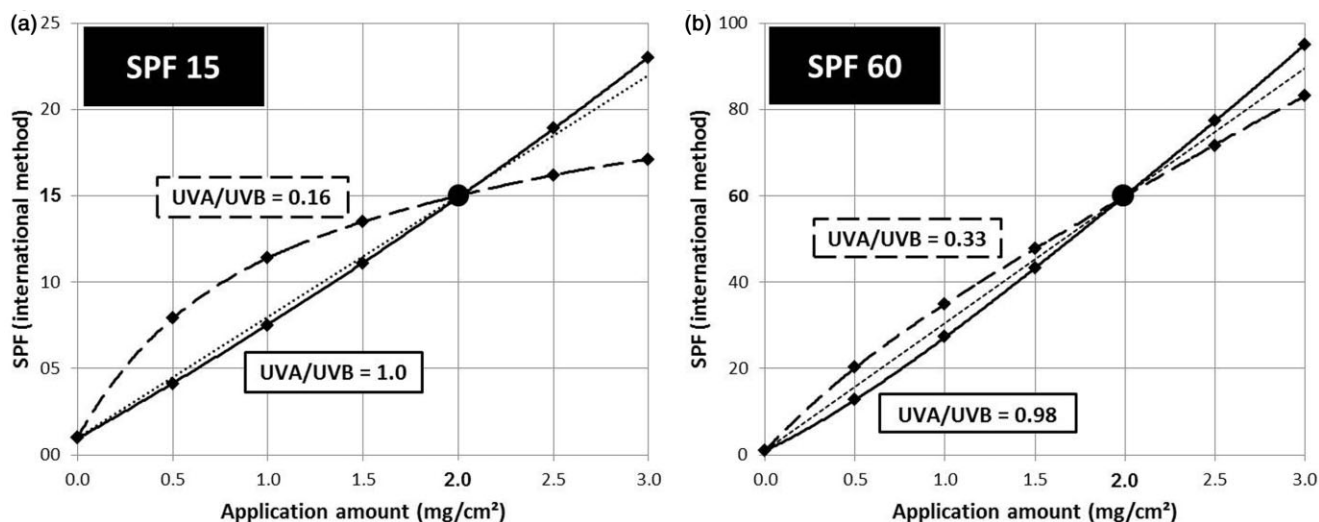 (a)
SPF 15
SPF (international method)
25
20
15
10
05
00
UVA/UVB = 0.16
UVA/UVB = 1.0
0.0 0.5 1.0 1.5 2.0 2.5 3.0
Application amount (mg/cm²)
(b)
SPF 60
SPF (international method)
100
80
60
40
20
0
UVA/UVB = 0.33
UVA/UVB = 0.98
0.0 0.5 1.0 1.5 2.0 2.5 3.0
Application amount (mg/cm²)